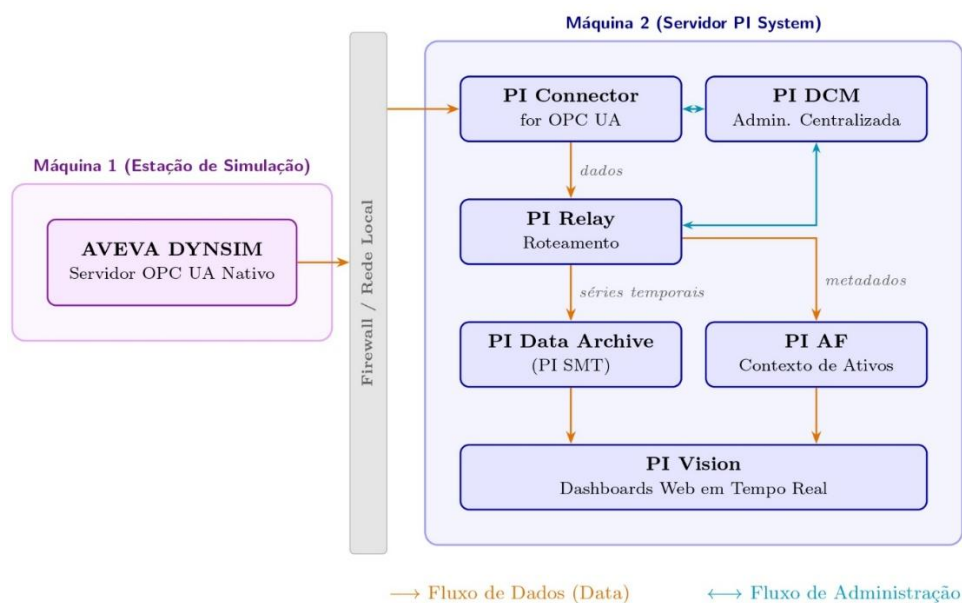 Máquina 2 (Servidor PI System)
PI Connector
for OPC UA
PI DCM
Admin. Centralizada
dados
Máquina 1 (Estação de Simulação)
AVEVA DYNSIM
Servidor OPC UA Nativo
Firewall / Rede Local
PI Relay
Roteamento
séries temporais
metadados
PI Data Archive
(PI SMT)
PI AF
Contexto de Ativos
PI Vision
Dashboards Web em Tempo Real
Fluxo de Dados (Data)
Fluxo de Administração